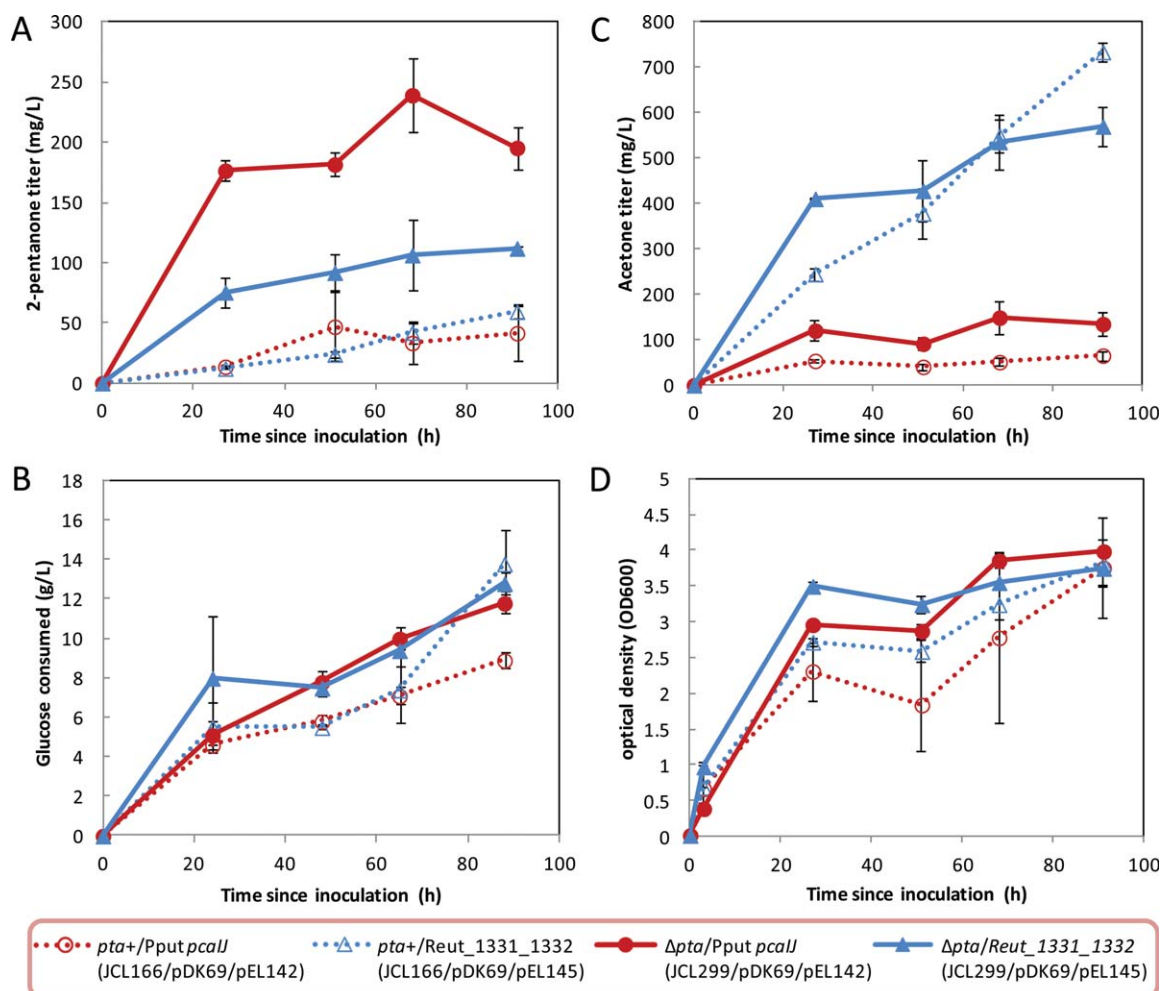 A
2-pentanone titer (mg/L)
300
250
200
150
100
50
0
0 20 40 60 80 100
Time since inoculation (h)
C
Acetone titer (mg/L)
800
700
600
500
400
300
200
100
0
0 20 40 60 80 100
Time since inoculation (h)
B
Glucose consumed (g/L)
18
16
14
12
10
8
6
4
2
0
0 20 40 60 80 100
Time since inoculation (h)
D
optical density (OD600)
5
4.5
4
3.5
3
2.5
2
1.5
1
0.5
0
0 20 40 60 80 100
Time since inoculation (h)
pta+/Pput pcaIJ
(JCL166/pDK69/pEL142)
pta+/Reut_1331_1332
(JCL166/pDK69/pEL145)
Δpta/Pput pcaIJ
(JCL299/pDK69/pEL142)
Δpta/Reut_1331_1332
(JCL299/pDK69/pEL145)